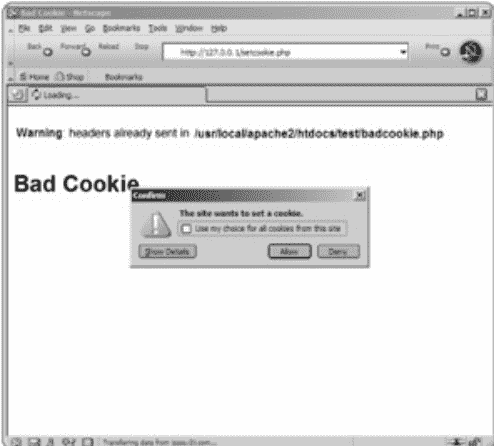 Bad Cookie - Netscape
File Edit View Go Bookmarks Tools Window Help
Back Forward Reload Stop http://127.0.0.1/setcookie.php Print
Home Shop Bookmarks
Loading...
Warning: headers already sent in /usr/local/apache2/htdocs/test/badcookie.php
Bad Cookie
Confirm
The site wants to set a cookie.
Use my choice for all cookies from this site
Show Details Allow Deny
Transferring data from